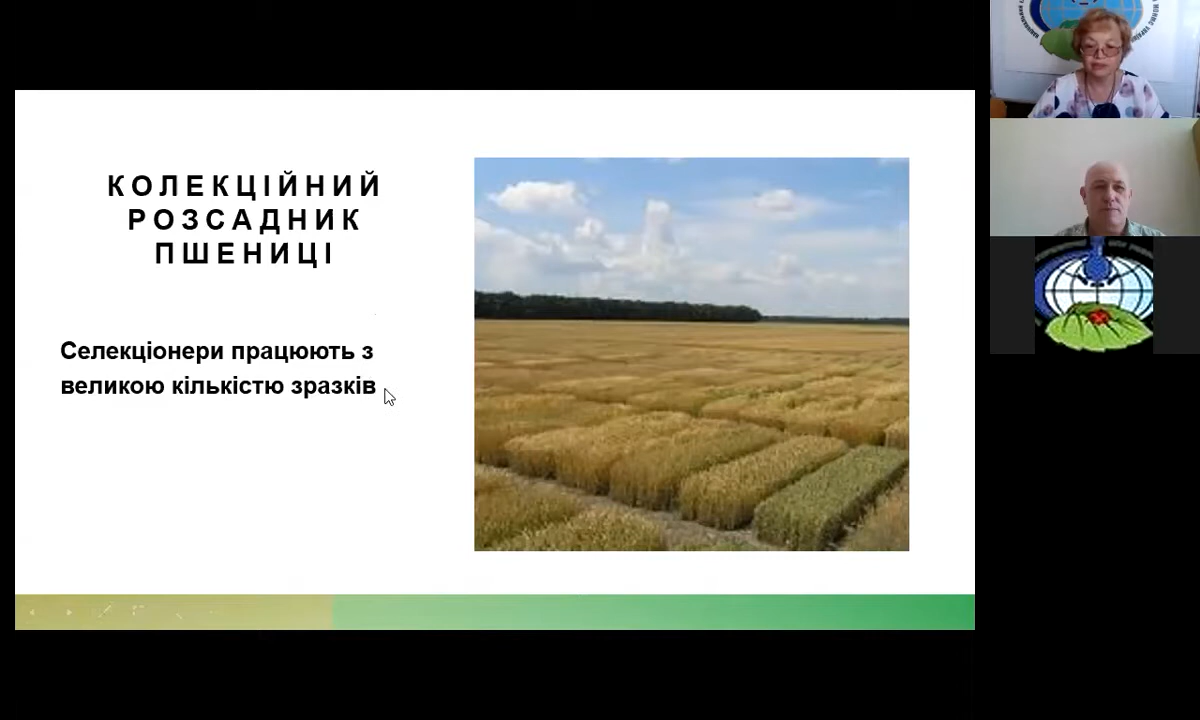 КОЛЕКЦІЙНИЙ
РОЗСАДНИК
ПШЕНИЦІ
Селекціонери працюють з
великою кількістю зразків